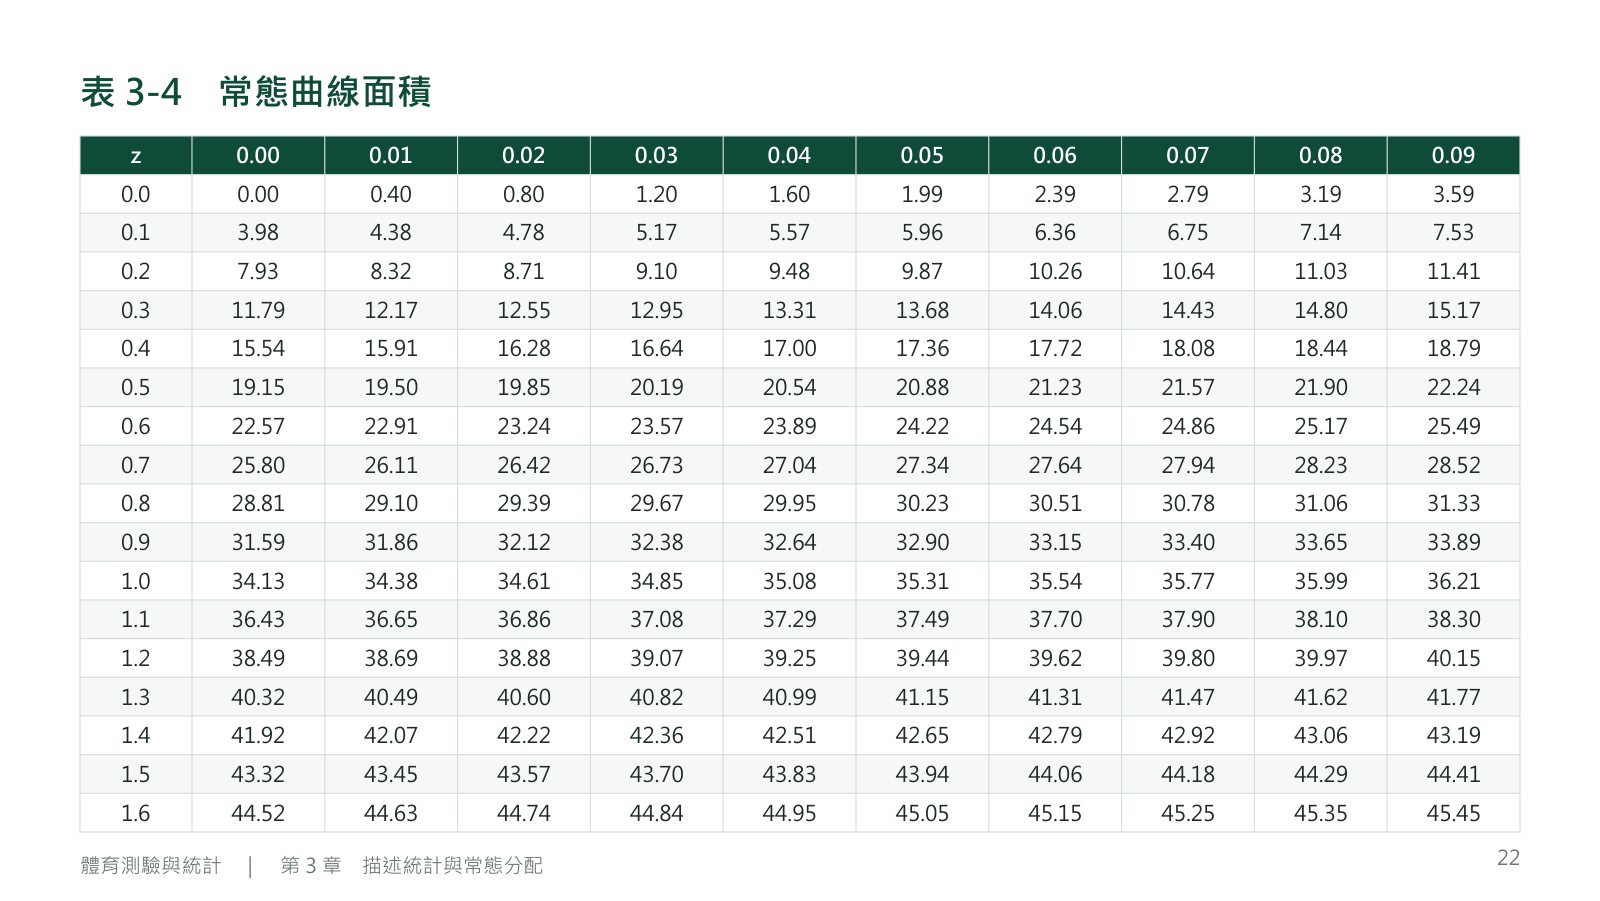 表 3-4　常態曲線面積
z 0.00 0.01 0.02 0.03 0.04 0.05 0.06 0.07 0.08 0.09
0.0 0.00 0.40 0.80 1.20 1.60 1.99 2.39 2.79 3.19 3.59
0.1 3.98 4.38 4.78 5.17 5.57 5.96 6.36 6.75 7.14 7.53
0.2 7.93 8.32 8.71 9.10 9.48 9.87 10.26 10.64 11.03 11.41
0.3 11.79 12.17 12.55 12.95 13.31 13.68 14.06 14.43 14.80 15.17
0.4 15.54 15.91 16.28 16.64 17.00 17.36 17.72 18.08 18.44 18.79
0.5 19.15 19.50 19.85 20.19 20.54 20.88 21.23 21.57 21.90 22.24
0.6 22.57 22.91 23.24 23.57 23.89 24.22 24.54 24.86 25.17 25.49
0.7 25.80 26.11 26.42 26.73 27.04 27.34 27.64 27.94 28.23 28.52
0.8 28.81 29.10 29.39 29.67 29.95 30.23 30.51 30.78 31.06 31.33
0.9 31.59 31.86 32.12 32.38 32.64 32.90 33.15 33.40 33.65 33.89
1.0 34.13 34.38 34.61 34.85 35.08 35.31 35.54 35.77 35.99 36.21
1.1 36.43 36.65 36.86 37.08 37.29 37.49 37.70 37.90 38.10 38.30
1.2 38.49 38.69 38.88 39.07 39.25 39.44 39.62 39.80 39.97 40.15
1.3 40.32 40.49 40.60 40.82 40.99 41.15 41.31 41.47 41.62 41.77
1.4 41.92 42.07 42.22 42.36 42.51 42.65 42.79 42.92 43.06 43.19
1.5 43.32 43.45 43.57 43.70 43.83 43.94 44.06 44.18 44.29 44.41
1.6 44.52 44.63 44.74 44.84 44.95 45.05 45.15 45.25 45.35 45.45
體育測驗與統計　|　第 3 章　描述統計與常態分配
22